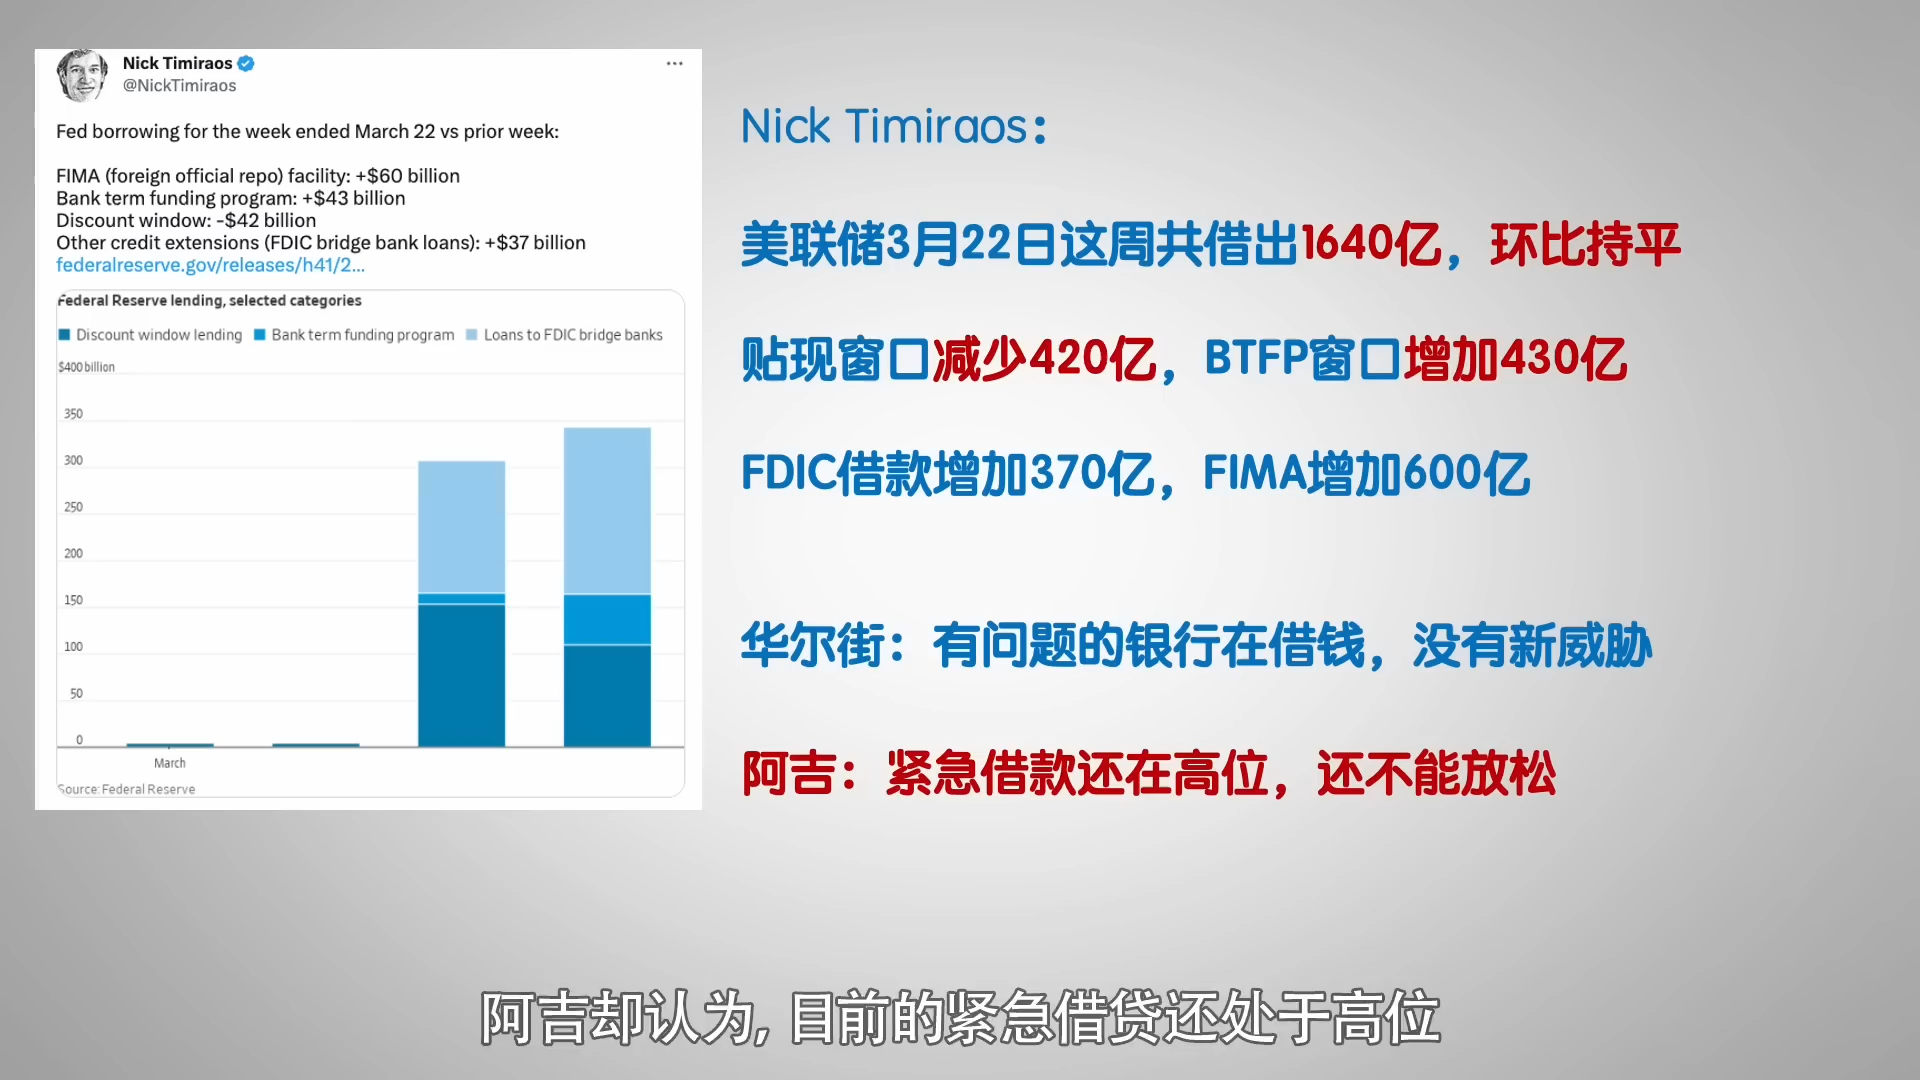 Nick Timiraos
@NickTimiraos
Fed borrowing for the week ended March 22 vs prior week:
FIMA (foreign official repo) facility: +$60 billion
Bank term funding program: +$43 billion
Discount window: -$42 billion
Other credit extensions (FDIC bridge bank loans): +$37 billion
federalreserve.gov/releases/h41/2...
Federal Reserve lending, selected categories
Discount window lending Bank term funding program Loans to FDIC bridge banks
$400 billion
350
300
250
200
150
100
50
0
March
Source: Federal Reserve
Nick Timiraos：
美联储3月22日这周共借出1640亿，环比持平
贴现窗口减少420亿，BTFP窗口增加430亿
FDIC借款增加370亿，FIMA增加600亿
华尔街：有问题的银行在借钱，没有新威胁
阿吉：紧急借款还在高位，还不能放松
阿吉却认为, 目前的紧急借贷还处于高位